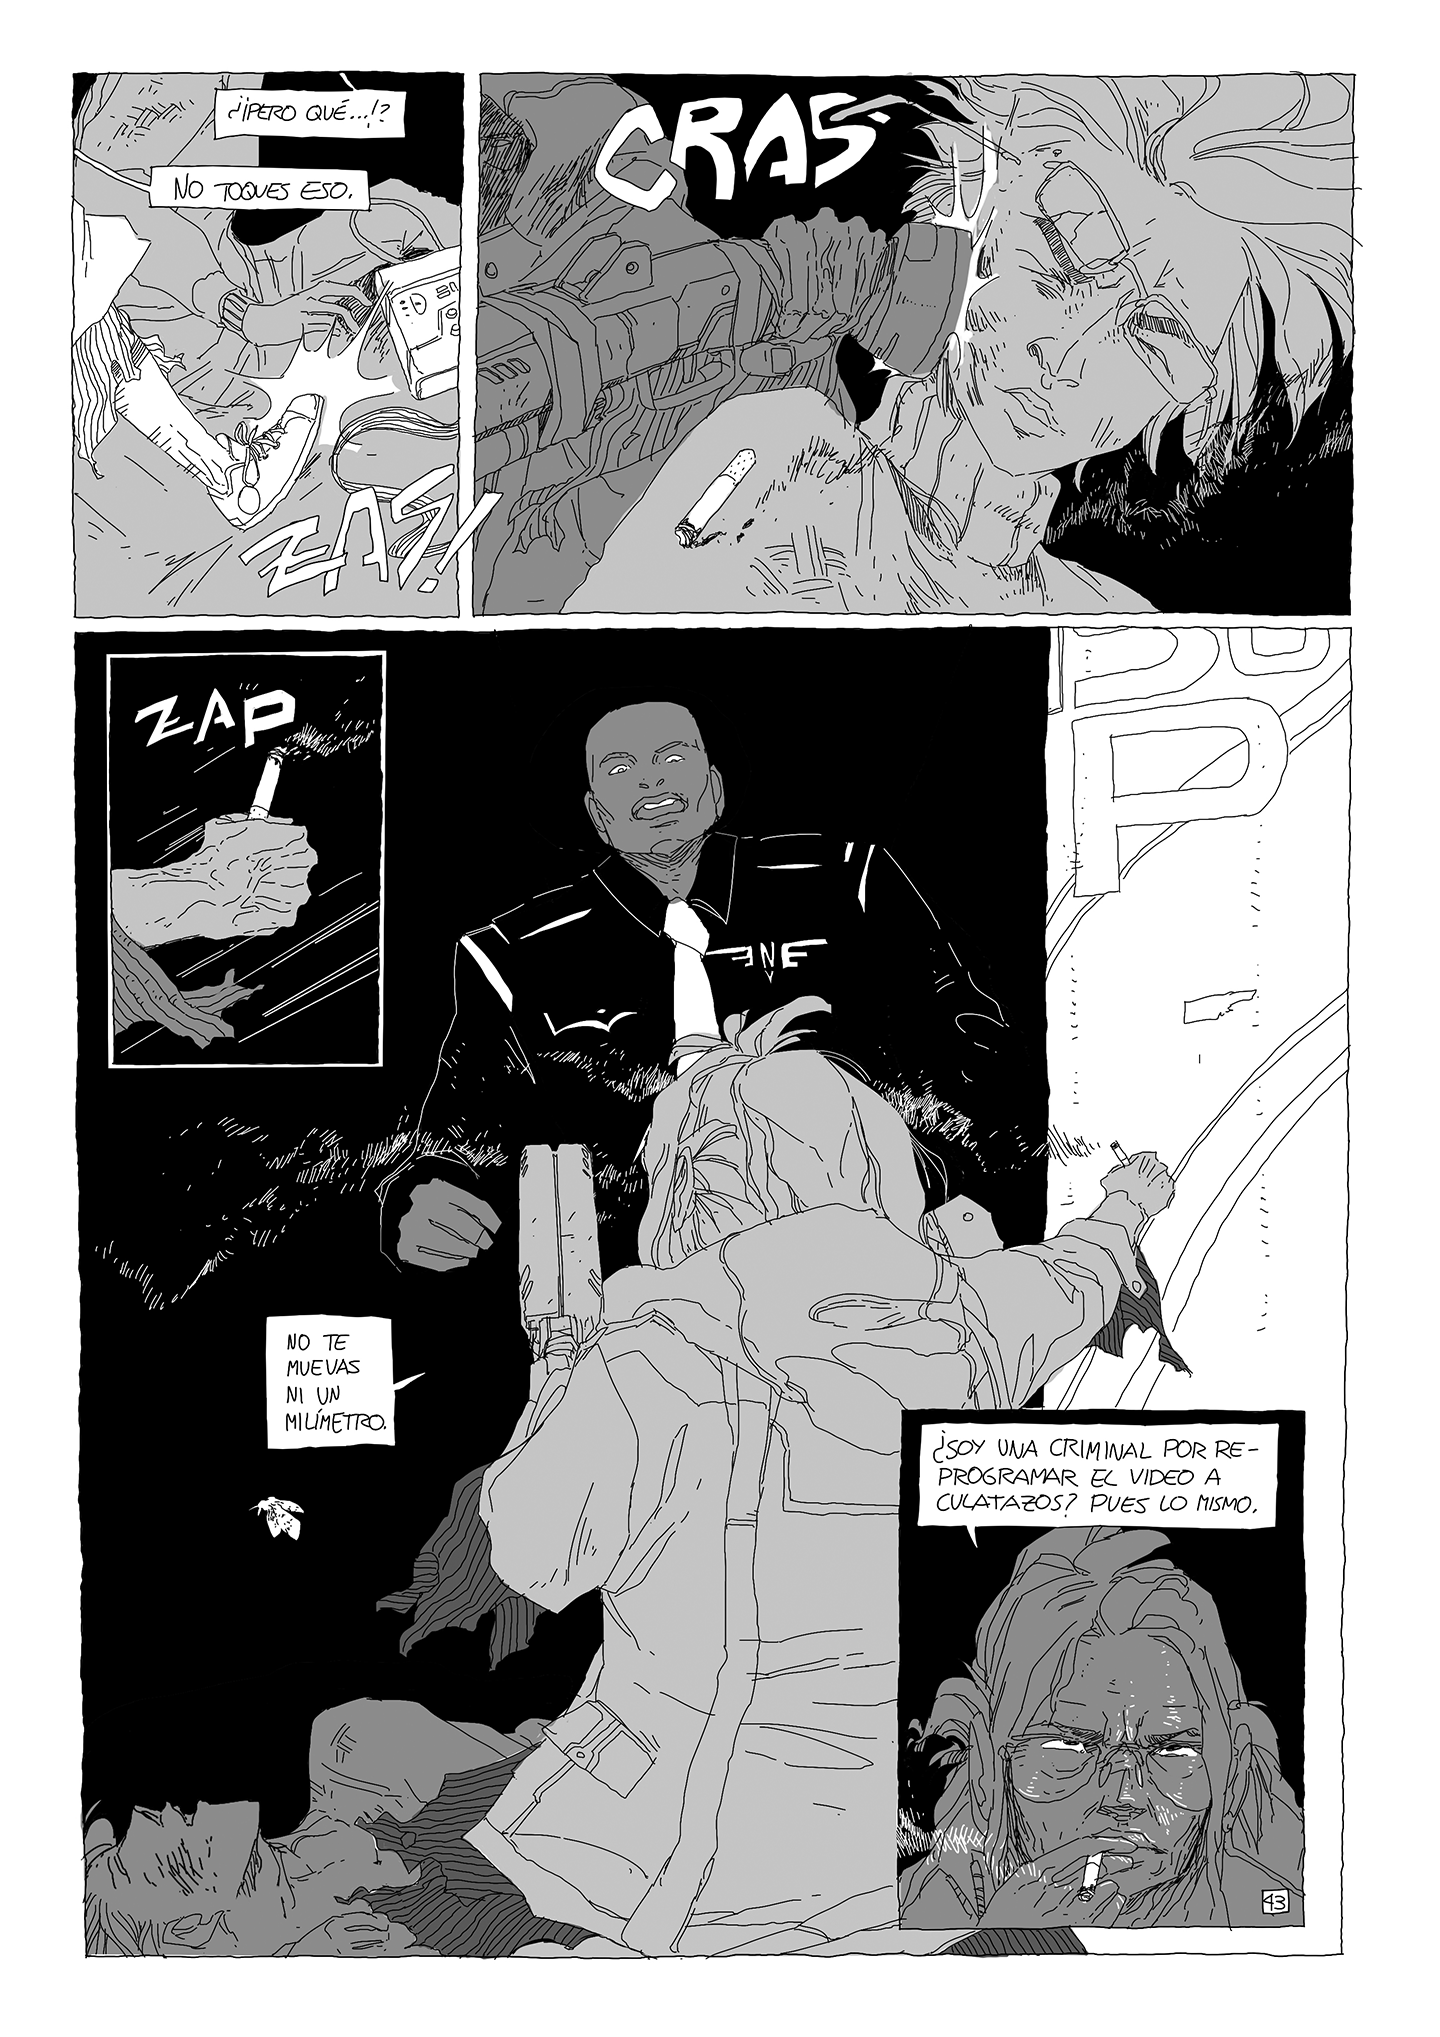 ¿¡PERO QUÉ...!?
NO TOQUES ESO.
ZAS!
CRAS
ZAP
P
ENE
NO TE
MUEVAS
NI UN
MILÍMETRO.
¿SOY UNA CRIMINAL POR RE-
PROGRAMAR EL VIDEO A
CULATAZOS? PUES LO MISMO.
43